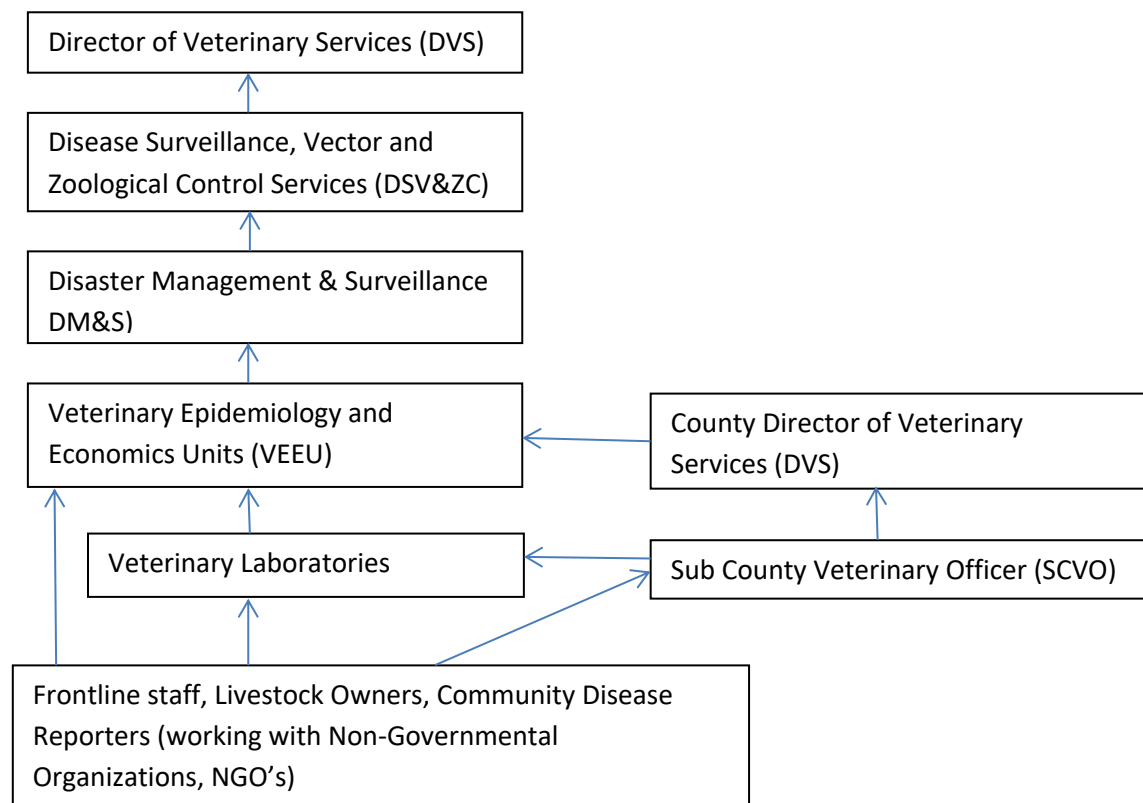 Director of Veterinary Services (DVS)
Disease Surveillance, Vector and
Zoological Control Services (DSV&ZC)
Disaster Management & Surveillance
DM&S)
Veterinary Epidemiology and
Economics Units (VEEU)
County Director of Veterinary
Services (DVS)
Veterinary Laboratories
Sub County Veterinary Officer (SCVO)
Frontline staff, Livestock Owners, Community Disease
Reporters (working with Non-Governmental
Organizations, NGO’s)